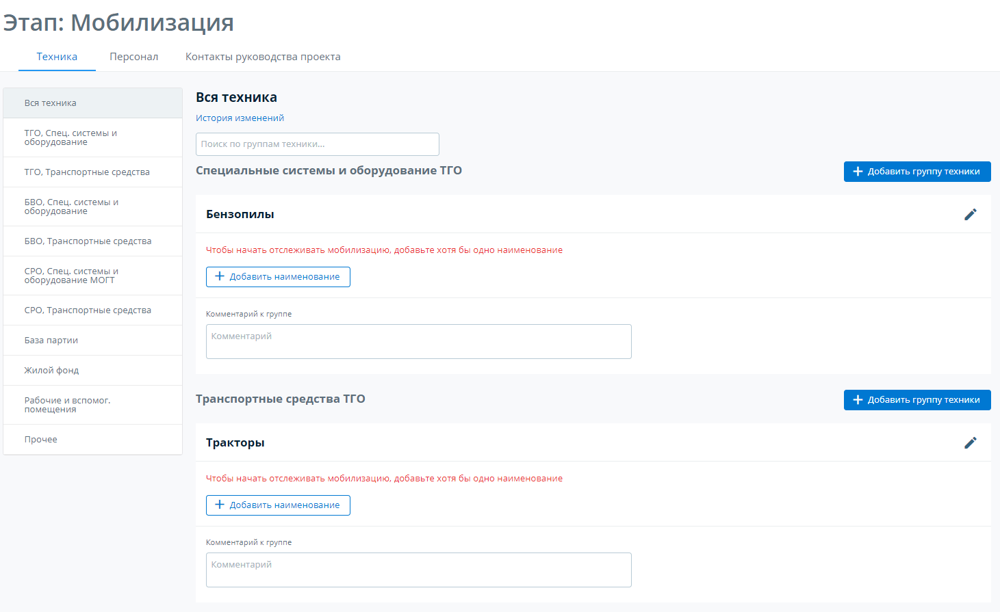 Этап: Мобилизация
Техника
Персонал
Контакты руководства проекта
Вся техника
ТГО, Спец. системы и
оборудование
ТГО, Транспортные средства
БВО, Спец. системы и
оборудование
БВО, Транспортные средства
СРО, Спец. системы и
оборудование МОГТ
СРО, Транспортные средства
База партии
Жилой фонд
Рабочие и вспомог.
помещения
Прочее
Вся техника
История изменений
Поиск по группам техники...
Специальные системы и оборудование ТГО
Добавить группу техники
Бензопилы
Чтобы начать отслеживать мобилизацию, добавьте хотя бы одно наименование
Добавить наименование
Комментарий к группе
Комментарий
Транспортные средства ТГО
Добавить группу техники
Тракторы
Чтобы начать отслеживать мобилизацию, добавьте хотя бы одно наименование
Добавить наименование
Комментарий к группе
Комментарий